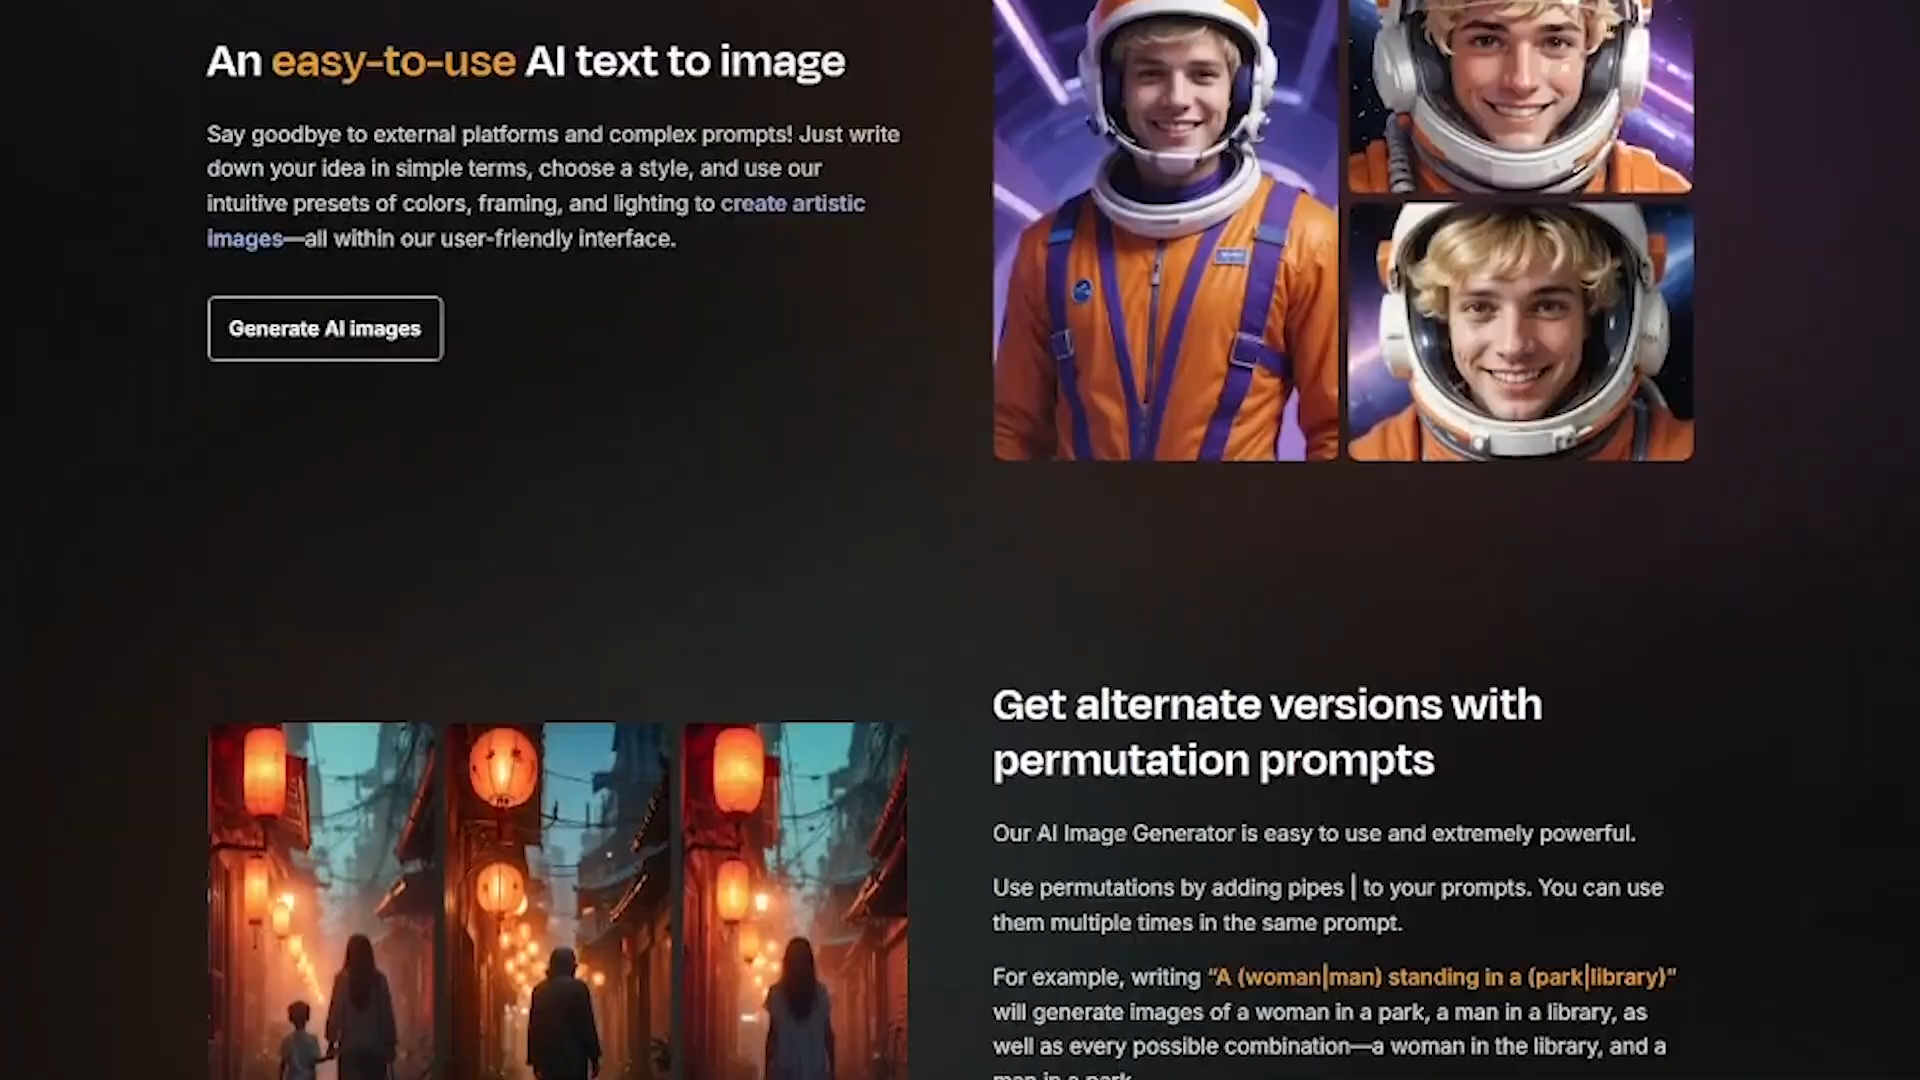 An easy-to-use AI text to image
Say goodbye to external platforms and complex prompts! Just write
down your idea in simple terms, choose a style, and use our
intuitive presets of colors, framing, and lighting to create artistic
images—all within our user-friendly interface.
Generate AI images
Get alternate versions with
permutation prompts
Our AI Image Generator is easy to use and extremely powerful.
Use permutations by adding pipes | to your prompts. You can use
them multiple times in the same prompt.
For example, writing “A (woman|man) standing in a (park|library)”
will generate images of a woman in a park, a man in a library, as
well as every possible combination—a woman in the library, and a
man in a park.